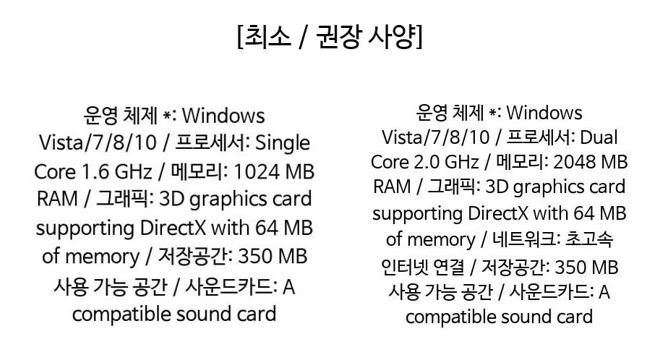 [최소 / 권장 사양]
운영 체제 *: Windows
Vista/7/8/10 / 프로세서: Single
Core 1.6 GHz / 메모리: 1024 MB
RAM / 그래픽: 3D graphics card
supporting DirectX with 64 MB
of memory / 저장공간: 350 MB
사용 가능 공간 / 사운드카드: A
compatible sound card
운영 체제 *: Windows
Vista/7/8/10 / 프로세서: Dual
Core 2.0 GHz / 메모리: 2048 MB
RAM / 그래픽: 3D graphics card
supporting DirectX with 64 MB
of memory / 네트워크: 초고속
인터넷 연결 / 저장공간: 350 MB
사용 가능 공간 / 사운드카드: A
compatible sound card